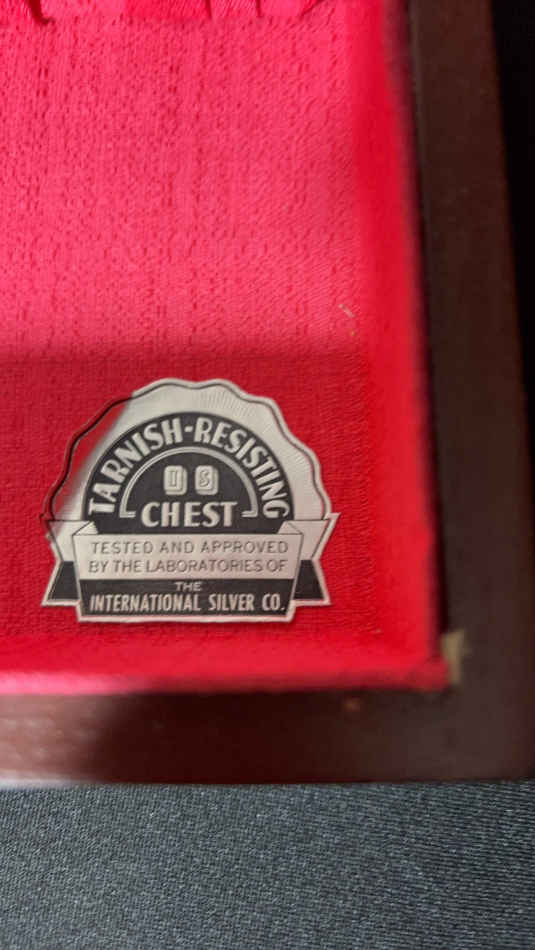 TARNISH-RESISTING
IS
CHEST
TESTED AND APPROVED
BY THE LABORATORIES OF
THE
INTERNATIONAL SILVER CO.